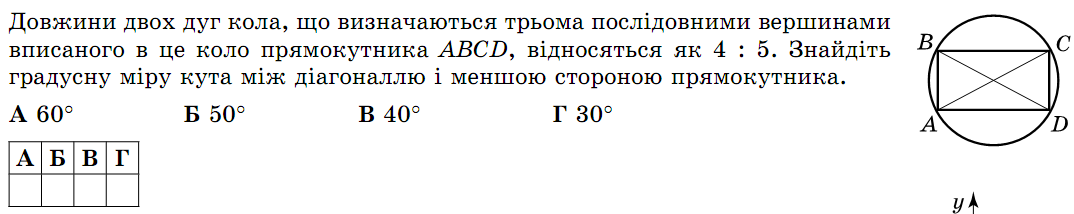 Довжини двох дуг кола, що визначаються трьома послідовними вершинами
вписаного в це коло прямокутника ABCD, відносяться як 4 : 5. Знайдіть
градусну міру кута між діагоналлю і меншою стороною прямокутника.
А 60° Б 50° В 40° Г 30°
А Б В Г
B C
A D
y